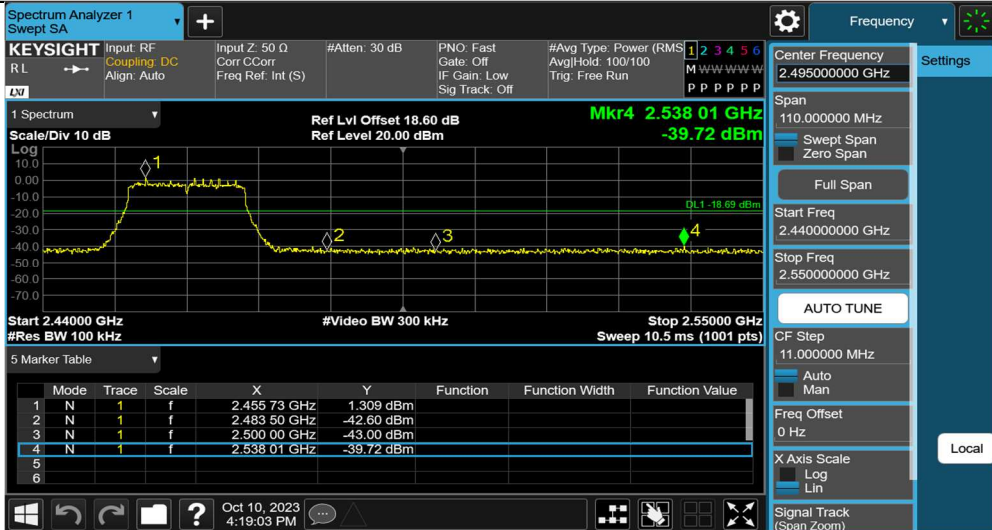 Spectrum Analyzer 1
Swept SA
+
Frequency
KEYSIGHT
RL
LXI
Input: RF
Coupling: DC
Align: Auto
Input Z: 50 Ω
Corr CCorr
Freq Ref: Int (S)
#Atten: 30 dB
PNO: Fast
Gate: Off
IF Gain: Low
Sig Track: Off
#Avg Type: Power (RMS
Avg|Hold: 100/100
Trig: Free Run
1 2 3 4 5 6
M W W W W W
P P P P P P
1 Spectrum
Scale/Div 10 dB
Ref Lvl Offset 18.60 dB
Ref Level 20.00 dBm
Mkr4 2.538 01 GHz
-39.72 dBm
Log
10.0
0.00
-10.0
-20.0
-30.0
-40.0
-50.0
-60.0
-70.0
1
2
3
4
DL1 -18.69 dBm
Start 2.44000 GHz
#Res BW 100 kHz
#Video BW 300 kHz
Stop 2.55000 GHz
Sweep 10.5 ms (1001 pts)
5 Marker Table
Mode Trace Scale X Y Function Function Width Function Value
1 N 1 f 2.455 73 GHz 1.309 dBm
2 N 1 f 2.483 50 GHz -42.60 dBm
3 N 1 f 2.500 00 GHz -43.00 dBm
4 N 1 f 2.538 01 GHz -39.72 dBm
5
6
?
Oct 10, 2023
4:19:03 PM
Center Frequency
2.495000000 GHz
Span
110.000000 MHz
Swept Span
Zero Span
Full Span
Start Freq
2.440000000 GHz
Stop Freq
2.550000000 GHz
AUTO TUNE
CF Step
11.000000 MHz
Auto
Man
Freq Offset
0 Hz
X Axis Scale
Log
Lin
Signal Track
(Span Zoom)
Settings
Local